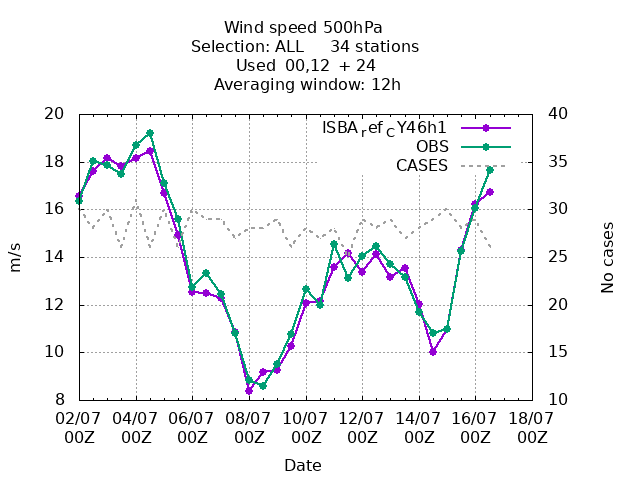 Wind speed 500hPa
Selection: ALL 34 stations
Used 00,12 + 24
Averaging window: 12h
20 40
ISBArefCY46h1
OBS
18 35
CASES
16 30
14 25
m/s
No cases
12 20
10 15
8 10
02/07 04/07 06/07 08/07 10/07 12/07 14/07 16/07 18/07
00Z 00Z 00Z 00Z 00Z 00Z 00Z 00Z 00Z
Date